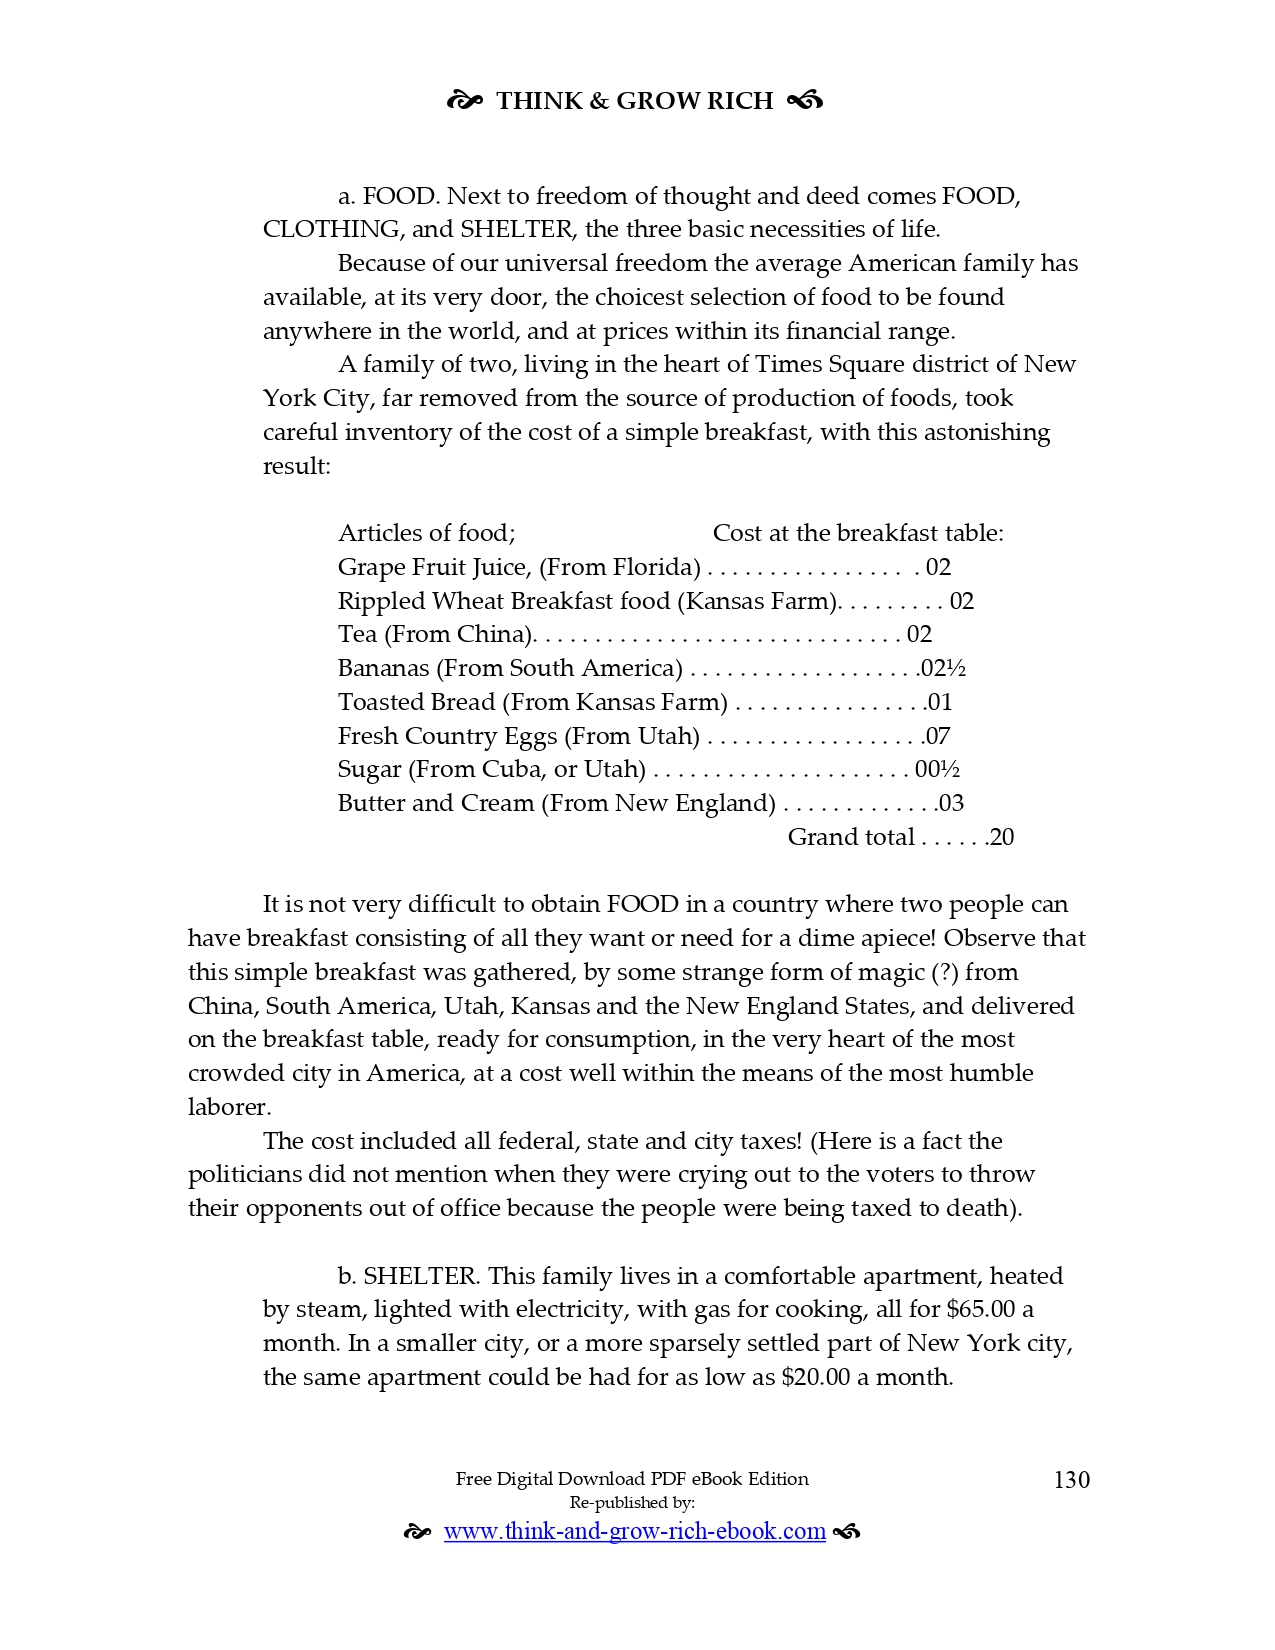 THINK & GROW RICH
a. FOOD. Next to freedom of thought and deed comes FOOD,
CLOTHING, and SHELTER, the three basic necessities of life.
Because of our universal freedom the average American family has
available, at its very door, the choicest selection of food to be found
anywhere in the world, and at prices within its financial range.
A family of two, living in the heart of Times Square district of New
York City, far removed from the source of production of foods, took
careful inventory of the cost of a simple breakfast, with this astonishing
result:
Articles of food; Cost at the breakfast table:
Grape Fruit Juice, (From Florida) . . . . . . . . . . . . . . . . . 02
Rippled Wheat Breakfast food (Kansas Farm). . . . . . . . . 02
Tea (From China). . . . . . . . . . . . . . . . . . . . . . . . . . . . . . 02
Bananas (From South America) . . . . . . . . . . . . . . . . . . .02½
Toasted Bread (From Kansas Farm) . . . . . . . . . . . . . . . .01
Fresh Country Eggs (From Utah) . . . . . . . . . . . . . . . . . .07
Sugar (From Cuba, or Utah) . . . . . . . . . . . . . . . . . . . . . 00½
Butter and Cream (From New England) . . . . . . . . . . . . .03
Grand total . . . . . .20
It is not very difficult to obtain FOOD in a country where two people can
have breakfast consisting of all they want or need for a dime apiece! Observe that
this simple breakfast was gathered, by some strange form of magic (?) from
China, South America, Utah, Kansas and the New England States, and delivered
on the breakfast table, ready for consumption, in the very heart of the most
crowded city in America, at a cost well within the means of the most humble
laborer.
The cost included all federal, state and city taxes! (Here is a fact the
politicians did not mention when they were crying out to the voters to throw
their opponents out of office because the people were being taxed to death).
b. SHELTER. This family lives in a comfortable apartment, heated
by steam, lighted with electricity, with gas for cooking, all for $65.00 a
month. In a smaller city, or a more sparsely settled part of New York city,
the same apartment could be had for as low as $20.00 a month.
Free Digital Download PDF eBook Edition 130
Re-published by:
www.think-and-grow-rich-ebook.com